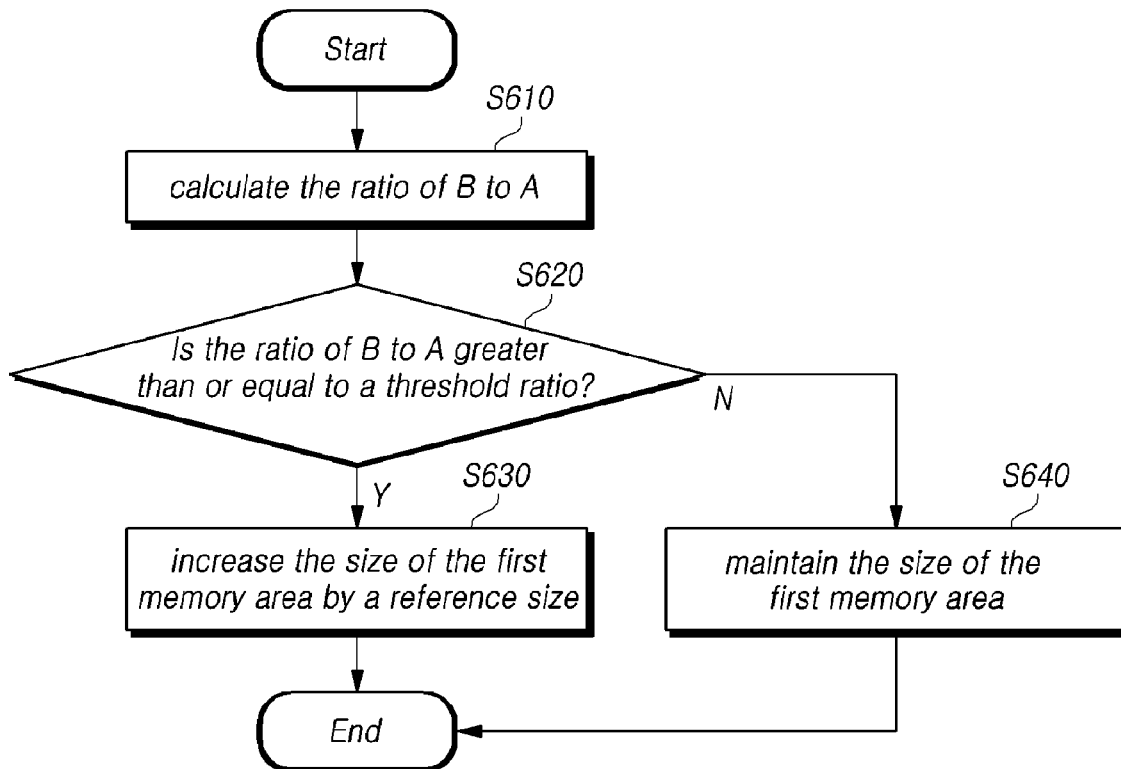 Start
S610
calculate the ratio of B to A
S620
Is the ratio of B to A greater
than or equal to a threshold ratio?
N
Y
S630
increase the size of the first
memory area by a reference size
S640
maintain the size of the
first memory area
End